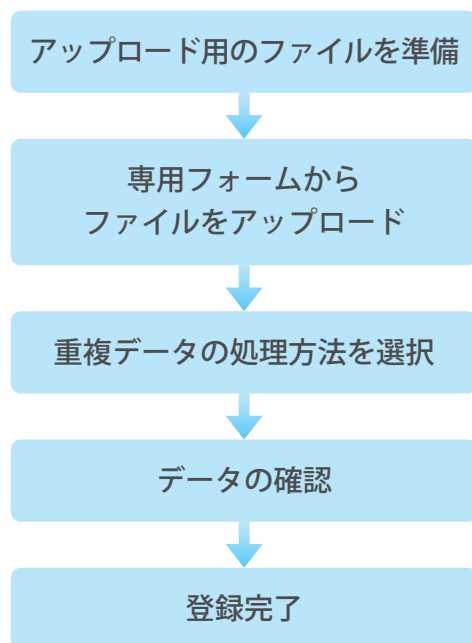 アップロード用のファイルを準備
専用フォームから
ファイルをアップロード
重複データの処理方法を選択
データの確認
登録完了